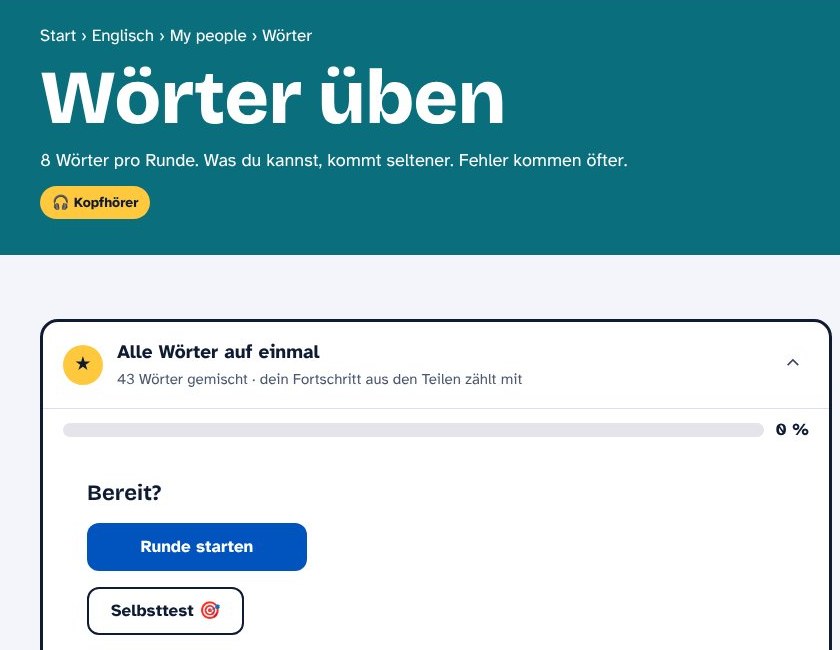 Start › Englisch › My people › Wörter
Wörter üben
8 Wörter pro Runde. Was du kannst, kommt seltener. Fehler kommen öfter.
🎧 Kopfhörer
★ Alle Wörter auf einmal
43 Wörter gemischt · dein Fortschritt aus den Teilen zählt mit
0 %
Bereit?
Runde starten
Selbsttest 🎯